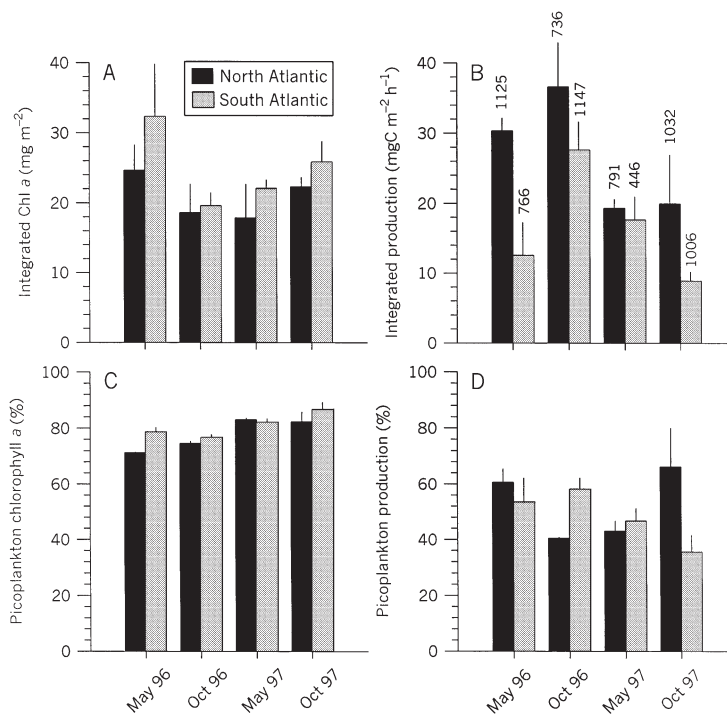 A
North Atlantic
South Atlantic
Integrated Chl a (mg m⁻²)
40
30
20
10
0
B
Integrated production (mgC m⁻² h⁻¹)
40
30
20
10
0
1125
766
736
1147
791
446
1032
1006
C
Picoplankton chlorophyll a (%)
100
80
60
40
20
0
May 96
Oct 96
May 97
Oct 97
D
Picoplankton production (%)
100
80
60
40
20
0
May 96
Oct 96
May 97
Oct 97